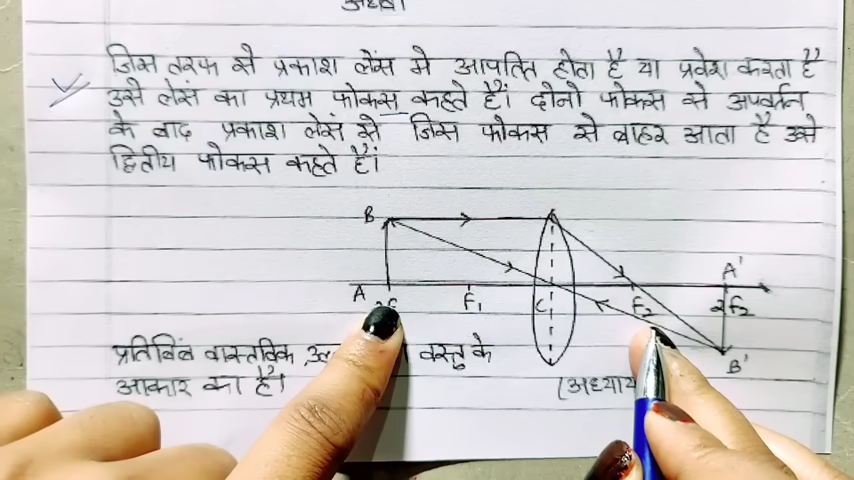 अथवा
जिस तरफ से प्रकाश लेंस मे आपतित होता है या प्रवेश करता है
उसे लेसं का प्रथम फोकस कहते हैं। दोनो फोकस से अपवर्तन
के बाद प्रकाश लेसं से जिस फोकस से बाहर आता है उसे
द्वितीय फोकस कहते हैं।
B
A F₁ C F₂ A' 2F₂
B'
प्रतिबिंब वास्तविक वस्तु के
आकार का है।